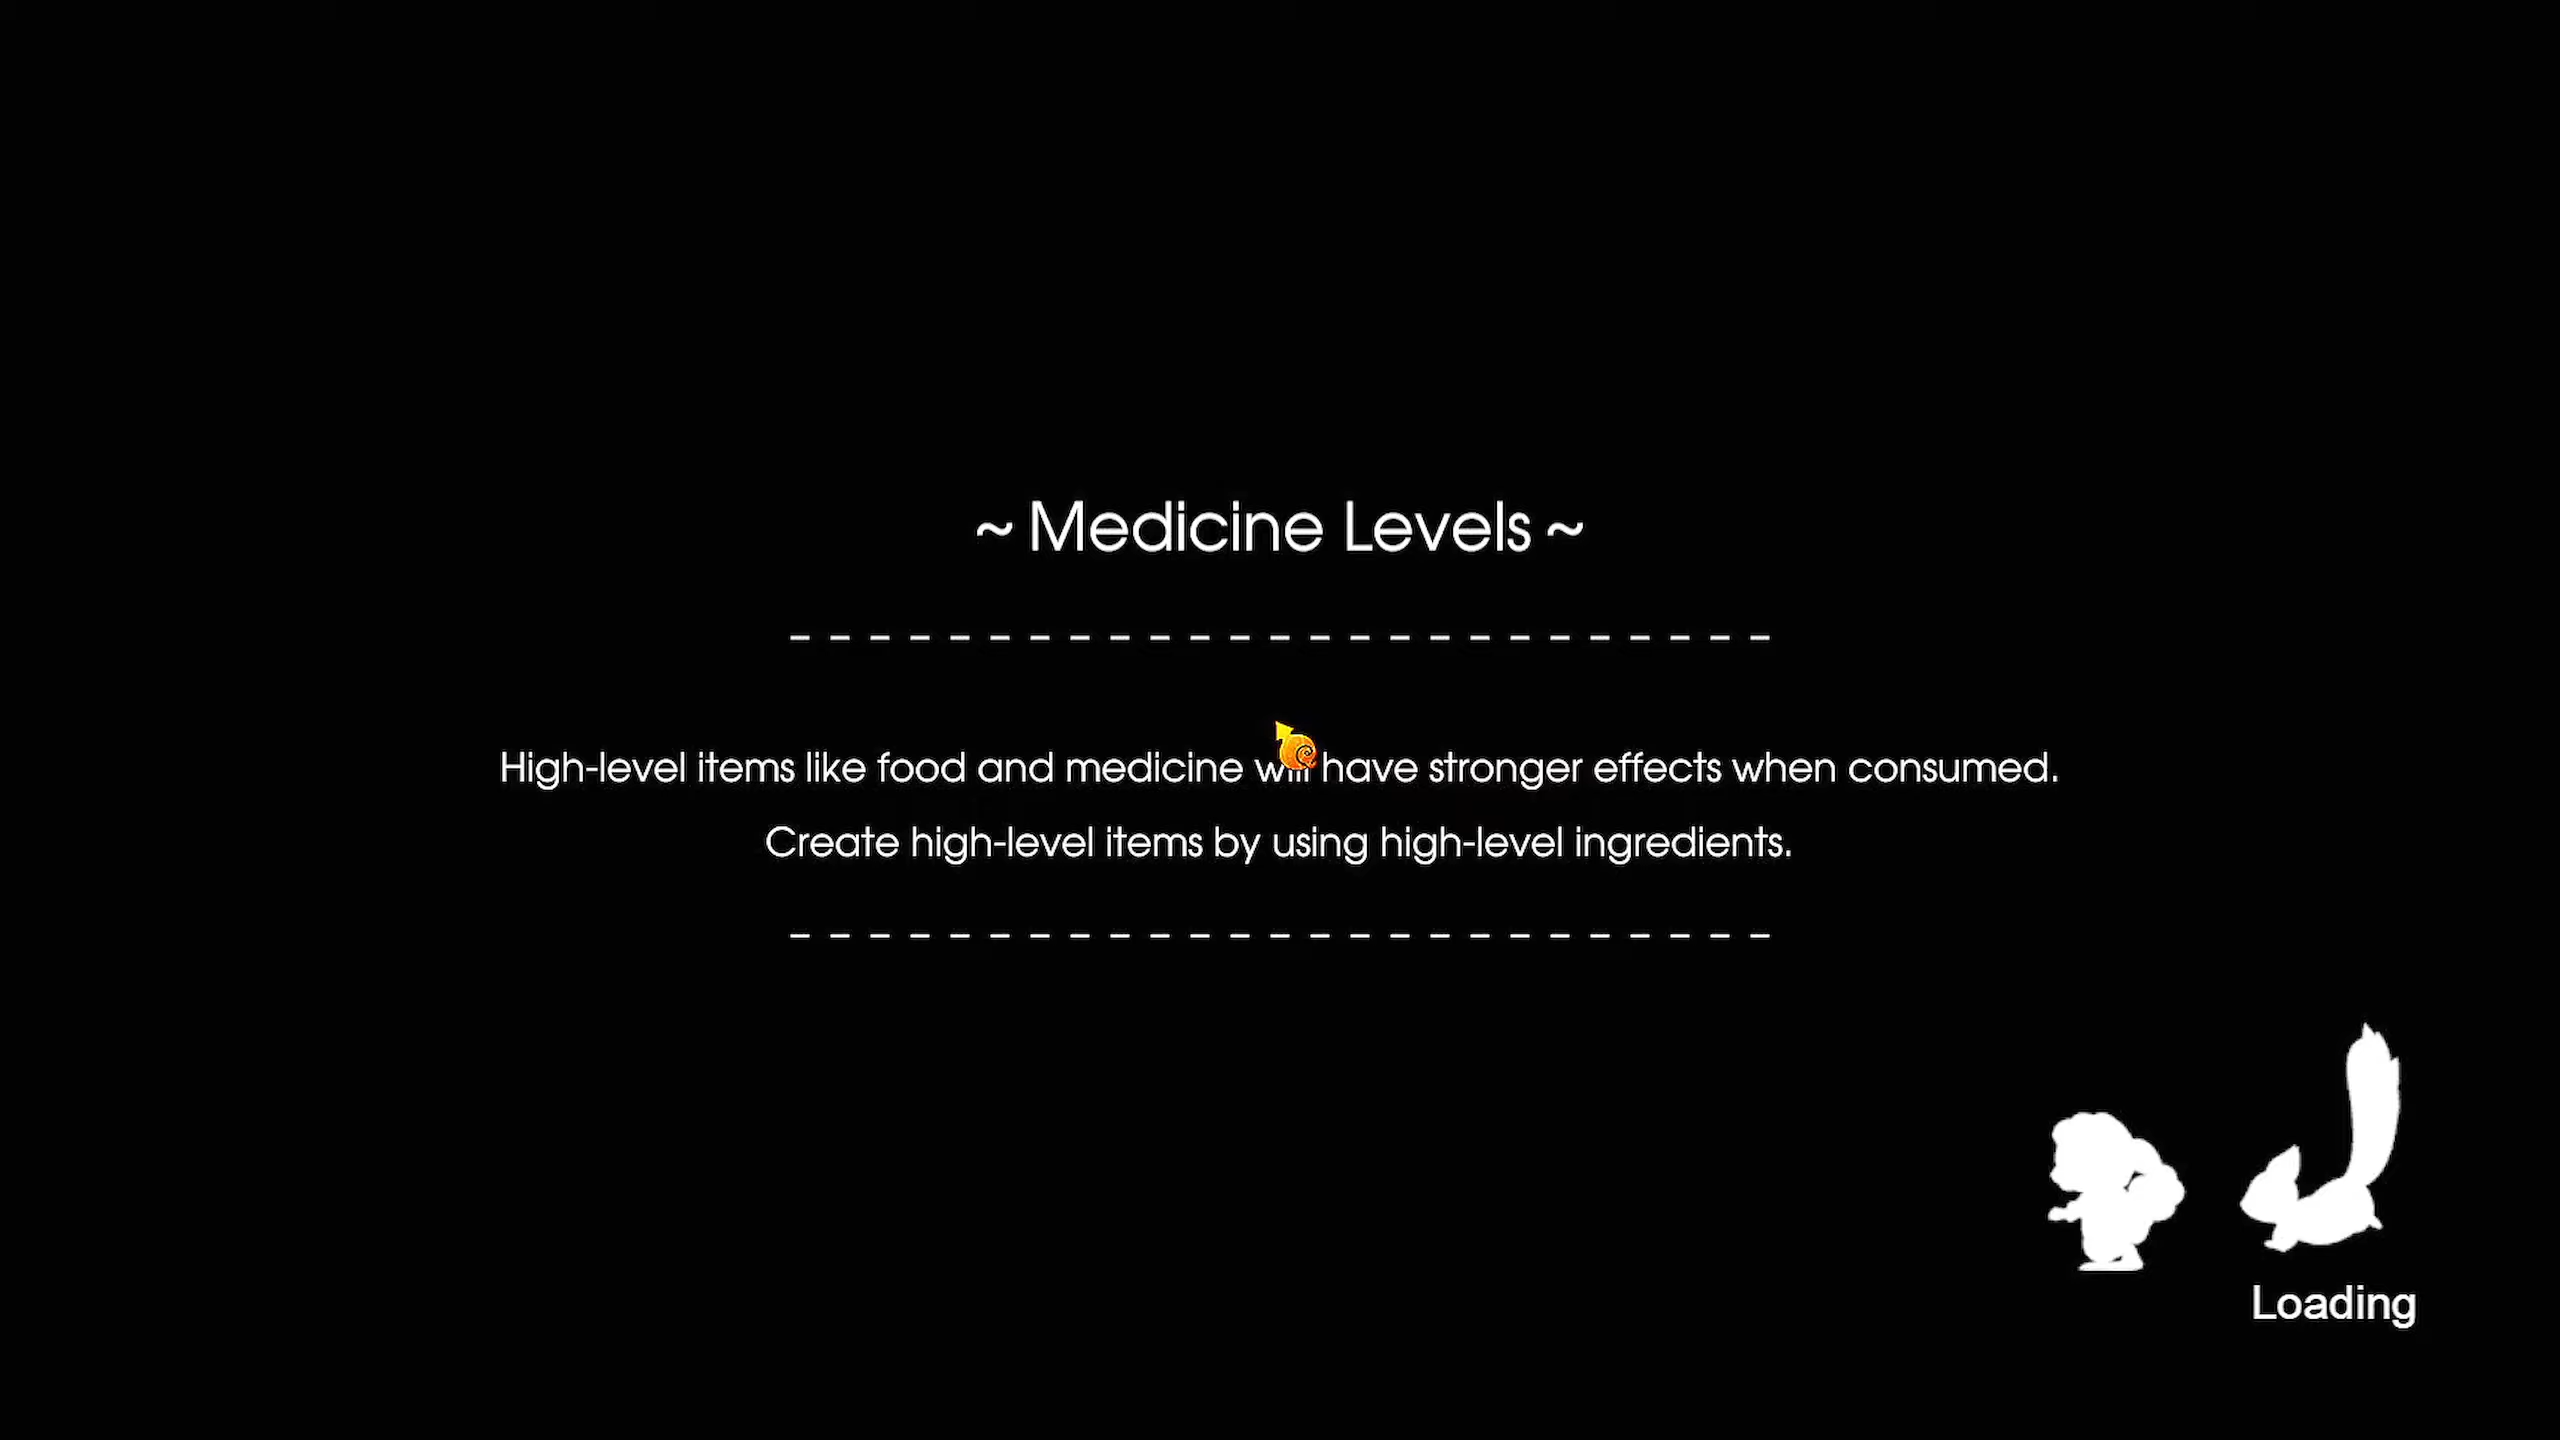 ~ Medicine Levels ~
High-level items like food and medicine will have stronger effects when consumed.
Create high-level items by using high-level ingredients.
Loading